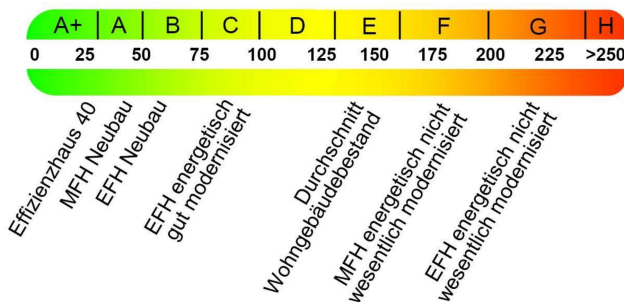 A+ A B C D E F G H
0 25 50 75 100 125 150 175 200 225 >250
Effizienzhaus 40
MFH Neubau
EFH Neubau
EFH energetisch
gut modernisiert
Durchschnitt
Wohngebäudebestand
MFH energetisch nicht
wesentlich modernisiert
EFH energetisch nicht
wesentlich modernisiert